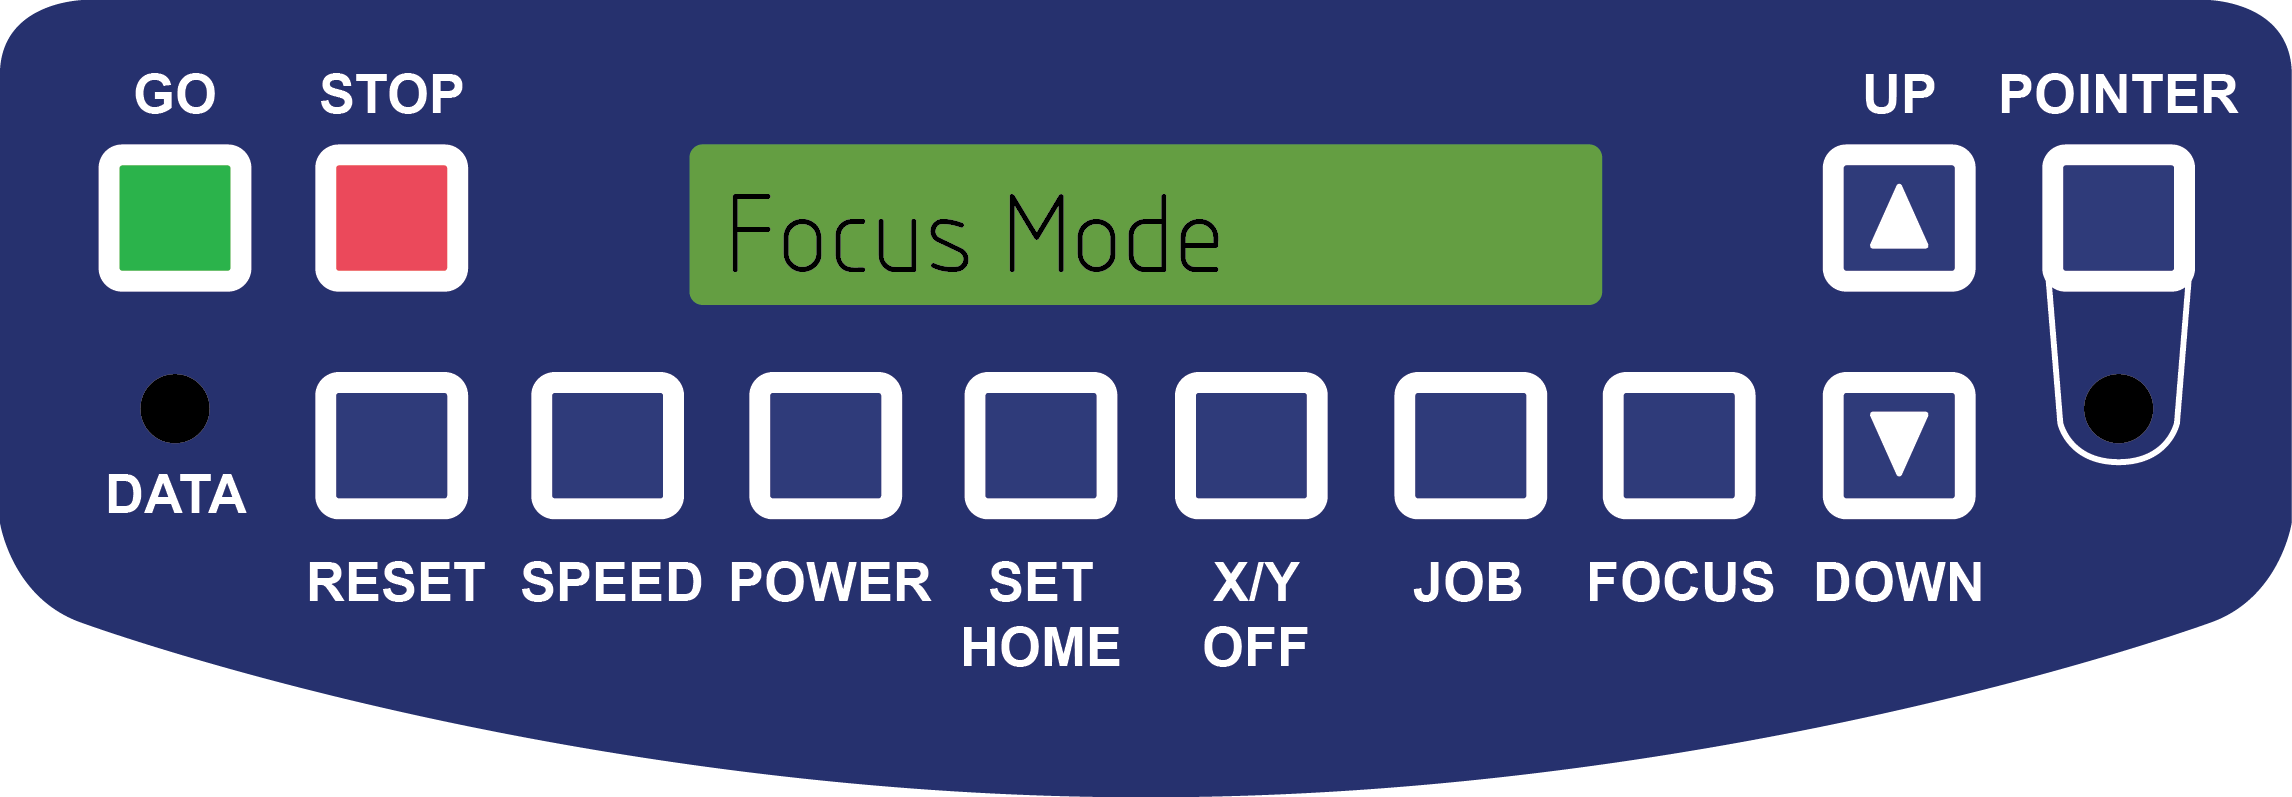 GO STOP UP POINTER
Focus Mode
DATA
RESET SPEED POWER SET HOME X/Y OFF JOB FOCUS DOWN